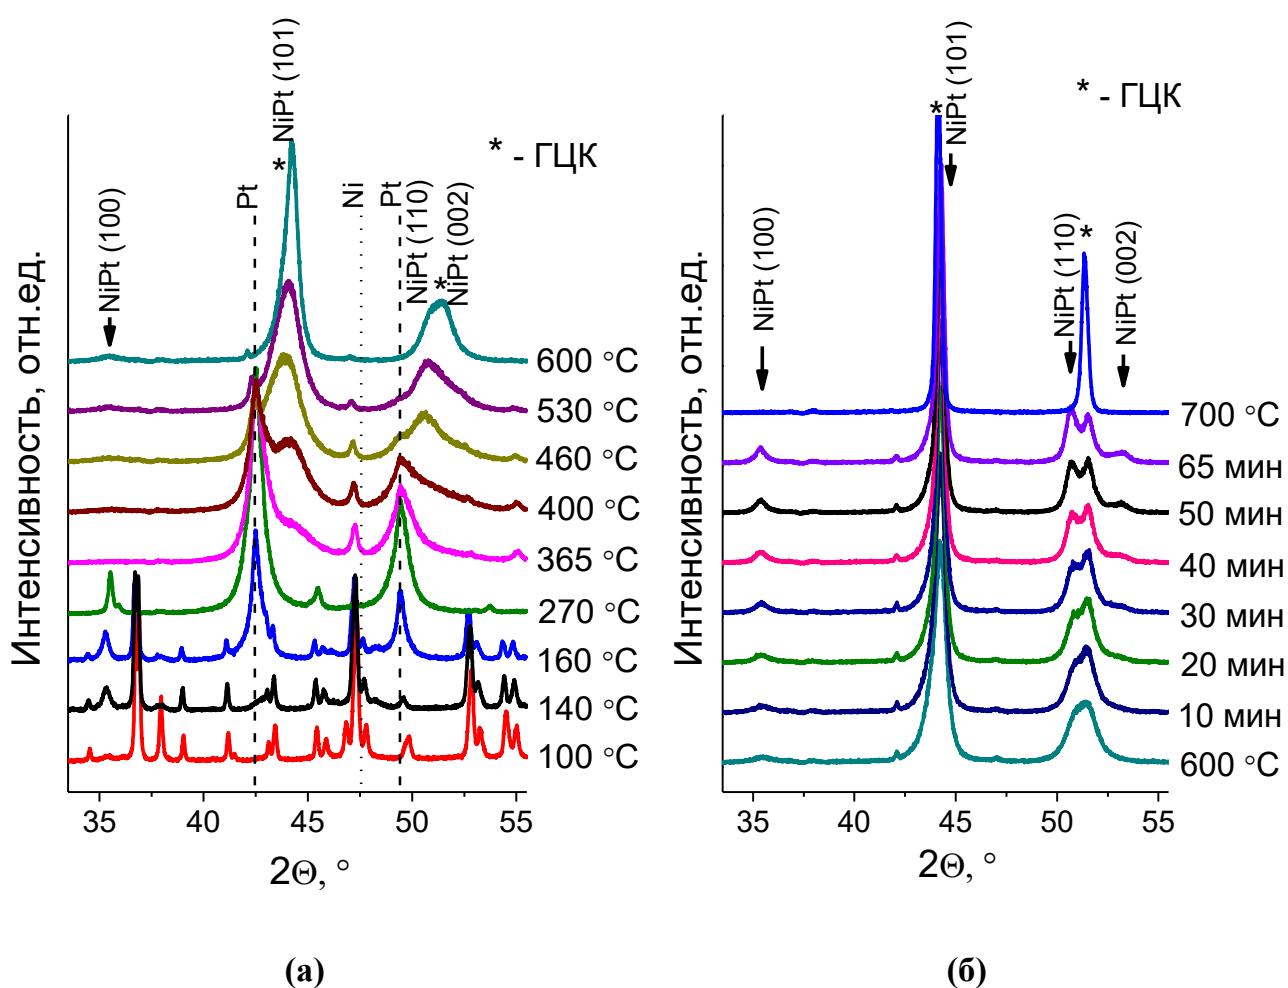 * - ГЦК
NiPt (100)
Pt
* NiPt (101)
Ni
Pt
NiPt (110)
*
NiPt (002)
Интенсивность, отн.ед.
600 °C
530 °C
460 °C
400 °C
365 °C
270 °C
160 °C
140 °C
100 °C
35 40 45 50 55
2Θ, °
(а)
* - ГЦК
NiPt (100)
*
NiPt (101)
NiPt (110)
*
NiPt (002)
Интенсивность, отн.ед.
700 °C
65 мин
50 мин
40 мин
30 мин
20 мин
10 мин
600 °C
35 40 45 50 55
2Θ, °
(б)